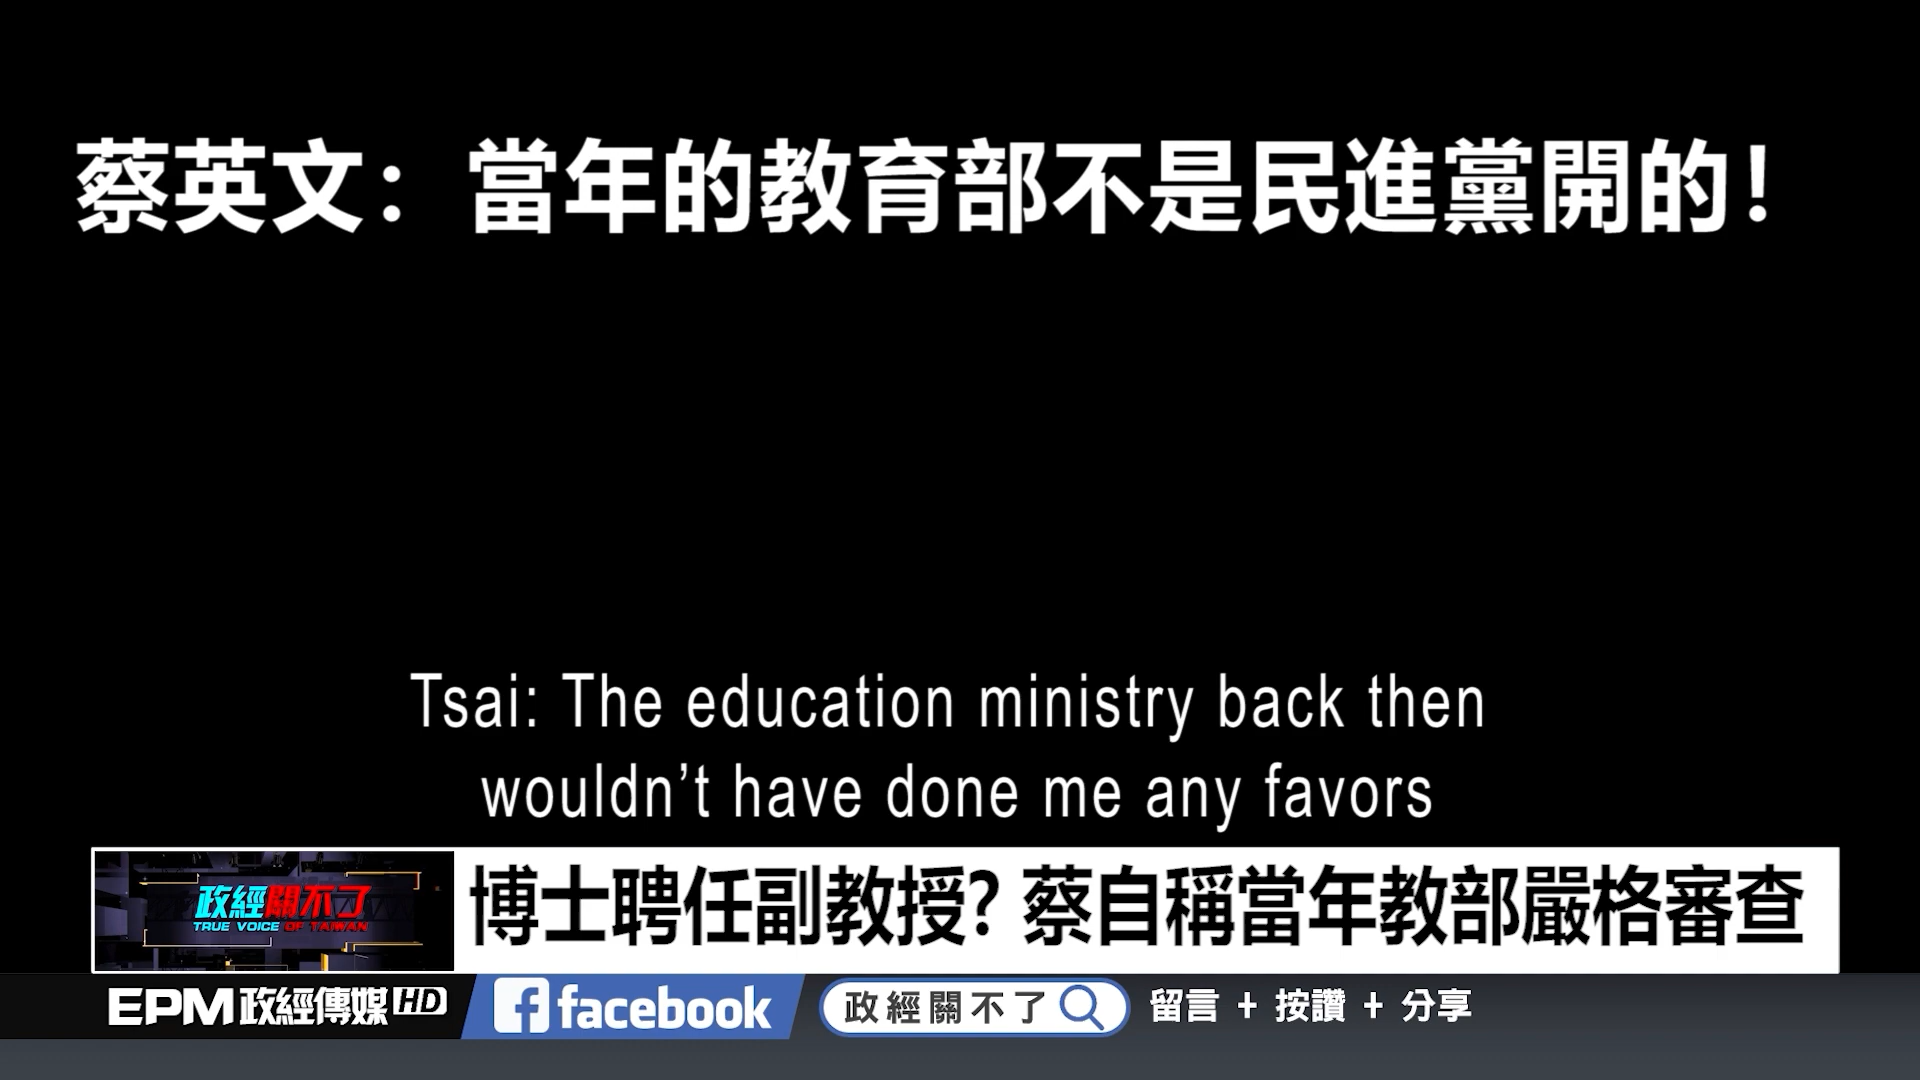 蔡英文：當年的教育部不是民進黨開的！
Tsai: The education ministry back then
wouldn’t have done me any favors
政經關不了
TRUE VOICE OF TAIWAN
博士聘任副教授? 蔡自稱當年教部嚴格審查
EPM政經傳媒HD
facebook
政經關不了
留言 + 按讚 + 分享